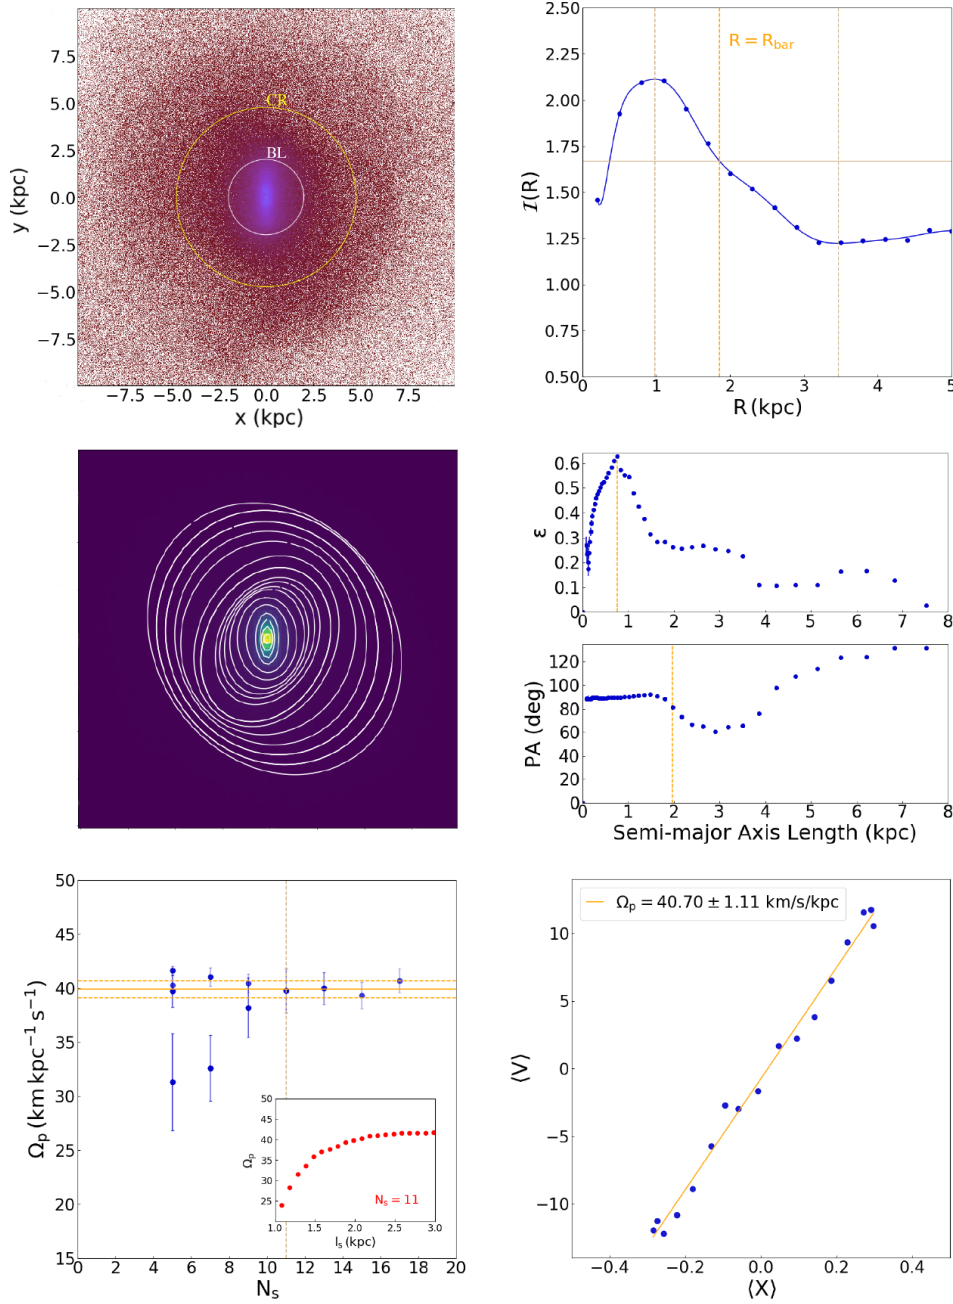 7.5
5.0
2.5
0.0
−2.5
−5.0
−7.5
y (kpc)
CR
BL
−7.5 −5.0 −2.5 0.0 2.5 5.0 7.5
x (kpc)
2.50
2.25
2.00
1.75
1.50
1.25
1.00
0.75
0.50
I(R)
R = R_bar
0 1 2 3 4 5
R (kpc)
0.6
0.5
0.4
0.3
0.2
0.1
0
ε
0 1 2 3 4 5 6 7 8
120
100
80
60
40
20
0
PA (deg)
0 1 2 3 4 5 6 7 8
Semi-major Axis Length (kpc)
50
45
40
35
30
25
20
15
Ω_p (km kpc⁻¹ s⁻¹)
0 2 4 6 8 10 12 14 16 18 20
N_s
50
45
40
35
30
25
Ω_p
N_s = 11
1.0 1.5 2.0 2.5 3.0
l_s (kpc)
Ω_p = 40.70 ± 1.11 km/s/kpc
10
5
0
−5
−10
⟨V⟩
−0.4 −0.2 0.0 0.2 0.4
⟨X⟩